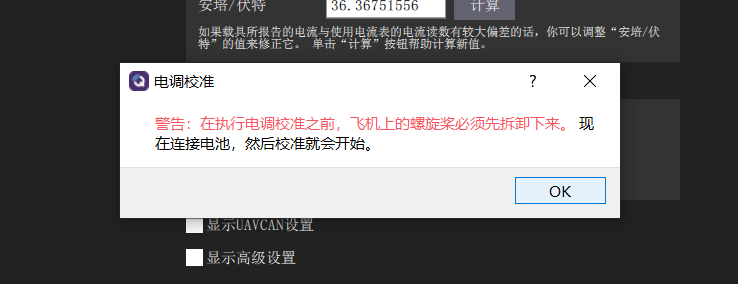 安培/伏特
36.36751556
计算
如果载具所报告的电流与使用电流表的电流读数有较大偏差的话，你可以调整“安培/伏
特”的值来修正它。 单击“计算”按钮帮助计算新值。
电调校准
?
警告：在执行电调校准之前，飞机上的螺旋桨必须先拆卸下来。 现
在连接电池，然后校准就会开始。
OK
显示UAVCAN设置
显示高级设置